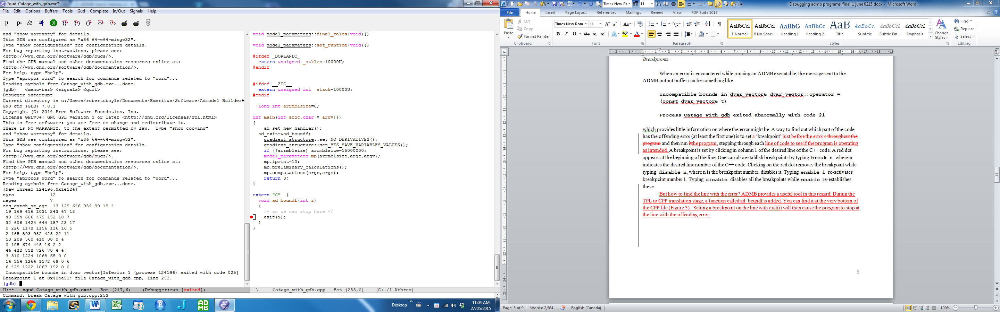 *gud-Catage_with_gdb.exe*
File Edit Options Buffers Tools Gud Complete In/Out Signals Help
p p* GO
and "show warranty" for details.
This GDB was configured as "x86_64-w64-mingw32".
Type "show configuration" for configuration details.
For bug reporting instructions, please see:
<http://www.gnu.org/software/gdb/bugs/>.
Find the GDB manual and other documentation resources online at:
<http://www.gnu.org/software/gdb/documentation/>.
For help, type "help".
Type "apropos word" to search for commands related to "word"...
Reading symbols from Catage_with_gdb.exe...done.
(gdb) <menu-bar> <signals> <quit>
Debugger interrupt
Current directory is c:/Users/robertoboyle/Documents/Emeritus/Software/Admodel Builder
GNU gdb (GDB) 7.8.1
Copyright (C) 2014 Free Software Foundation, Inc.
License GPLv3+: GNU GPL version 3 or later <http://gnu.org/licenses/gpl.html>
This is free software: you are free to change and redistribute it.
There is NO WARRANTY, to the extent permitted by law.  Type "show copying"
and "show warranty" for details.
This GDB was configured as "x86_64-w64-mingw32".
Type "show configuration" for configuration details.
For bug reporting instructions, please see:
<http://www.gnu.org/software/gdb/bugs/>.
Find the GDB manual and other documentation resources online at:
<http://www.gnu.org/software/gdb/documentation/>.
For help, type "help".
Type "apropos word" to search for commands related to "word"...
Reading symbols from Catage_with_gdb.exe...done.
[New Thread 124196.0x1e124]
nyrs 12
nages 7
obs_catch_at_age  13 129 646 954 99 19 4
19 169 416 1031 243 47 18
40 354 606 479 152 18 7
32 606 1424 644 157 23 17
0 226 1178 1156 116 16 5
2 165 593 982 428 22 11
53 209 560 410 30 0 4
0 105 674 446 16 2 2
46 422 838 726 70 4 4
3 310 1224 1068 65 0 0
14 354 1264 1172 69 0 6
6 429 1222 1067 192 0 0
Incompatible bounds in dvar_vector[Inferior 1 (process 124196) exited with code 025]
Breakpoint 1 at 0x404e91: file Catage_with_gdb.cpp, line 253.
(gdb)
U:**-  *gud-Catage_with_gdb.exe*   Bot (217,6)    (Debugger:run [exited])
Command: break Catage_with_gdb.cpp:253
void model_parameters::final_calcs(void){}
void model_parameters::set_runtime(void){}
#ifdef _BORLANDC_
extern unsigned _stklen=10000U;
#endif
#ifdef __ZTC__
extern unsigned int _stack=10000U;
#endif
long int arrmblsize=0;
int main(int argc,char * argv[])
{
ad_set_new_handler();
ad_exit=&ad_boundf;
gradient_structure::set_NO_DERIVATIVES();
gradient_structure::set_YES_SAVE_VARIABLES_VALUES();
if (!arrmblsize) arrmblsize=15000000;
model_parameters mp(arrmblsize,argc,argv);
mp.iprint=10;
mp.preliminary_calculations();
mp.computations(argc,argv);
return 0;
}
extern "C"  {
void ad_boundf(int i)
{
/* so we can stop here */
exit(i);
}
}
-\---  Catage_with_gdb.cpp   Bot (253,0)    (C++/l Abbrev)
Desktop
11:04 AM
27/05/2015
Times New Ro 11
Debugging admb programs_final_1 june 0215.docx - Microsoft Word
File Home Insert Page Layout References Mailings Review View PDF Suite 2013
Paste
Cut
Copy
Format Painter
Clipboard
Times New Rom 11
B I U abc
Font
Paragraph
AaBbCcI AaBbCcI AaBbC AaBbCc AaB AaBbCc. AaBbCcL AaBbCcL
¶ Normal ¶ No Spaci... Heading 1 Heading 2 Title Subtitle Subtle Em... Emphasis
Change Styles
Styles
Find
Replace
Select
Editing
Breakpoints
When an error is encountered while running an ADMB executable, the message sent to the
ADMB output buffer can be something like
Incompatible bounds in dvar_vector& dvar_vector::operator =
(const dvar_vector& t)
Process Catage_with_gdb exited abnormally with code 21
which provides little information on where the error might be. A way to find out which part of the code
has the offending error (at least the first one) is to set a ‘breakpoint’ just before the error s throughout the
program and then run itthe program, stepping through each line of code to see if the program is operating
as intended. A breakpoint is set by clicking in column 1 of the desired line of the C++ code. A red dot
appears at the beginning of the line. One can also establish breakpoints by typing break n where n
indicates the desired line number of the C++ code. Clicking on the red dot removes the breakpoint while
typing disable n, where n is the breakpoint number, disables it. Typing enable 1 re-activates
breakpoint number 1. Typing disable disables all the breakpoints while enable re-establishes
these.
But how to find the line with the error? ADMB provides a useful tool in this regard. During the
TPL to CPP translation stage, a function called ad_boundf is added. You can find it at the very bottom of
the CPP file (Figure 3).  Setting a breakpoint on the line with exit(i) will then cause the program to stop at
the line with the offending error.
5
Page: 5 of 9 Words: 2,564 English (Canada) 100%